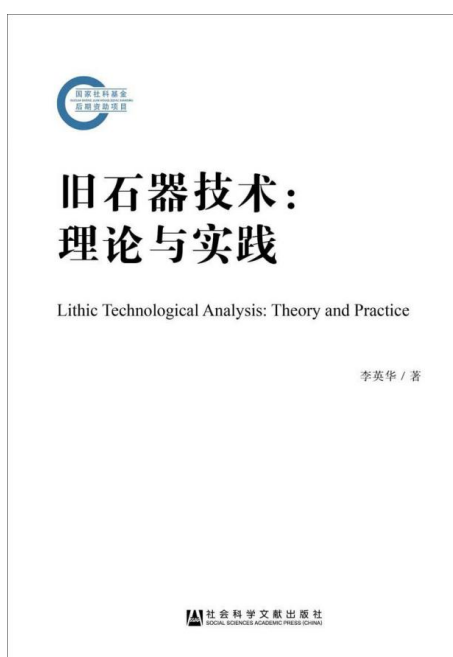 国家社科基金
后期资助项目
旧石器技术:
理论与实践
Lithic Technological Analysis: Theory and Practice
李英华 / 著
社会科学文献出版社
SOCIAL SCIENCES ACADEMIC PRESS (CHINA)